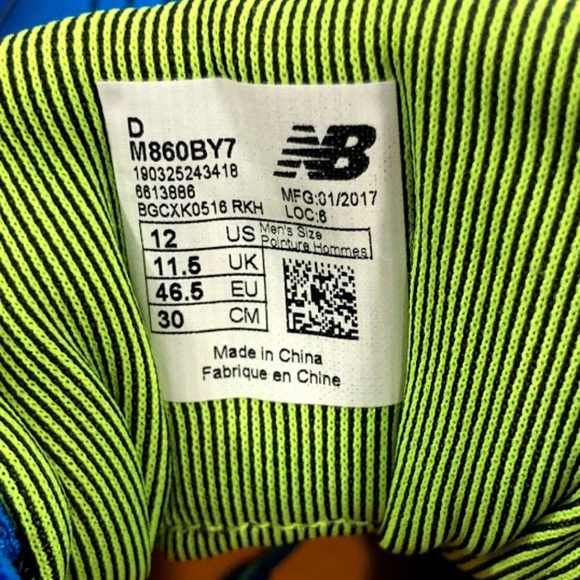 D
M860BY7
190325243418
6613886
BGCXK0516 RKH
NB
MFG:01/2017
LOC:6
12 US Men's Size
Pointure Hommes
11.5 UK
46.5 EU
30 CM
Made in China
Fabrique en Chine